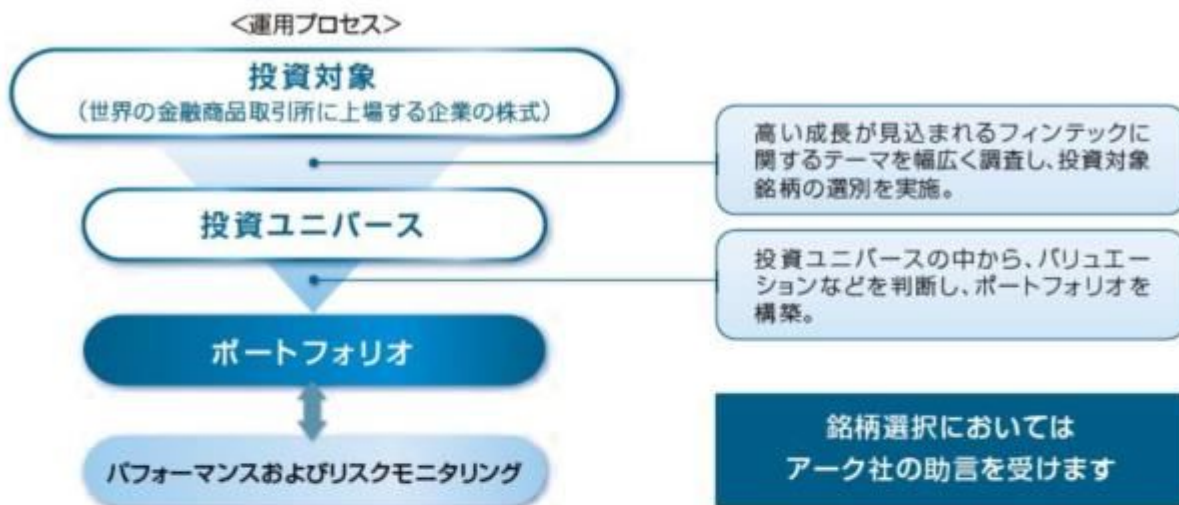 ＜運用プロセス＞
投資対象
（世界の金融商品取引所に上場する企業の株式）
高い成長が見込まれるフィンテックに
関するテーマを幅広く調査し、投資対象
銘柄の選別を実施。
投資ユニバース
投資ユニバースの中から、バリュエー
ションなどを判断し、ポートフォリオを
構築。
ポートフォリオ
パフォーマンスおよびリスクモニタリング
銘柄選択においては
アーク社の助言を受けます